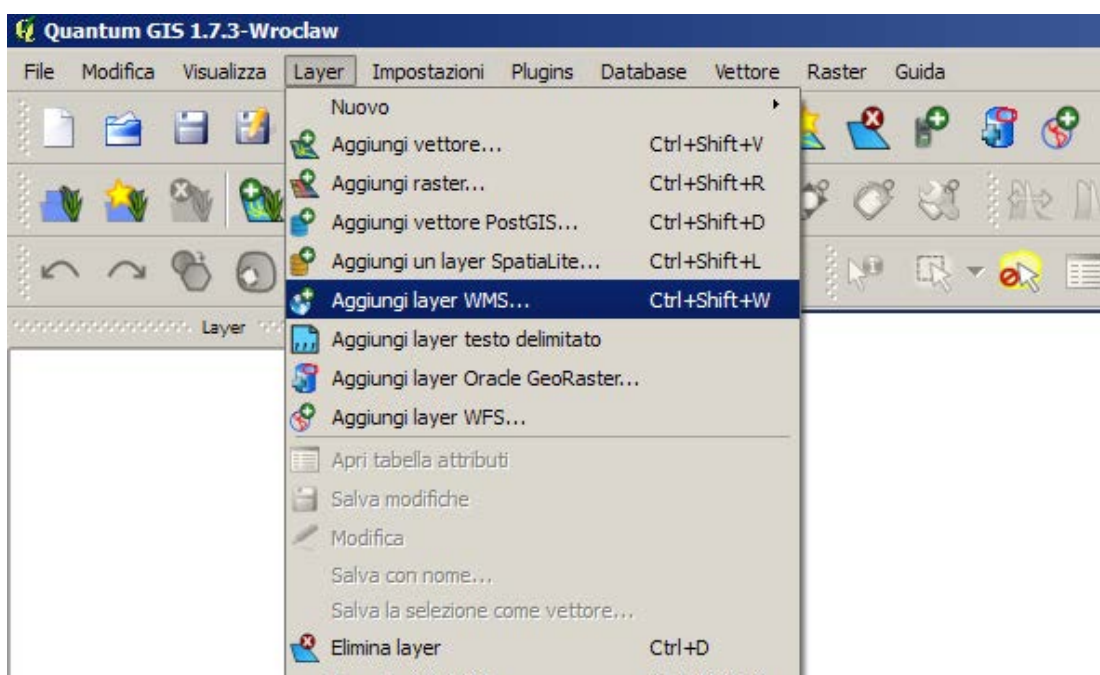 Quantum GIS 1.7.3-Wroclaw
File Modifica Visualizza Layer Impostazioni Plugins Database Vettore Raster Guida
Nuovo
Aggiungi vettore... Ctrl+Shift+V
Aggiungi raster... Ctrl+Shift+R
Aggiungi vettore PostGIS... Ctrl+Shift+D
Aggiungi un layer SpatiaLite... Ctrl+Shift+L
Aggiungi layer WMS... Ctrl+Shift+W
Layer
Aggiungi layer testo delimitato
Aggiungi layer Oracle GeoRaster...
Aggiungi layer WFS...
Apri tabella attributi
Salva modifiche
Modifica
Salva con nome...
Salva la selezione come vettore...
Elimina layer Ctrl+D